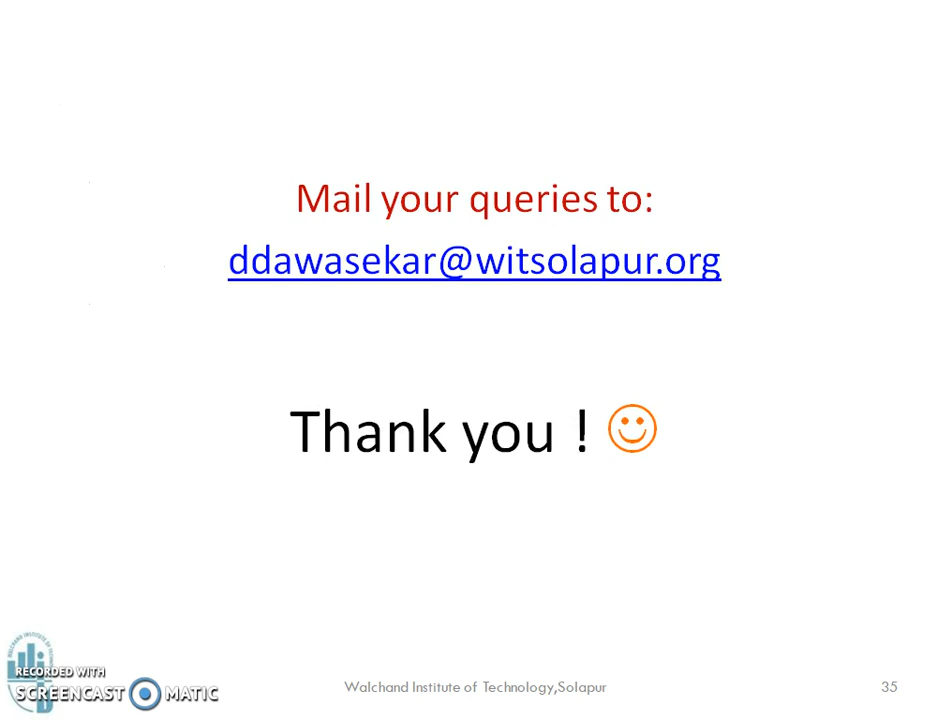 Mail your queries to:
ddawasekar@witsolapur.org
Thank you !
RECORDED WITH
SCREENCAST MATIC
Walchand Institute of Technology,Solapur
35